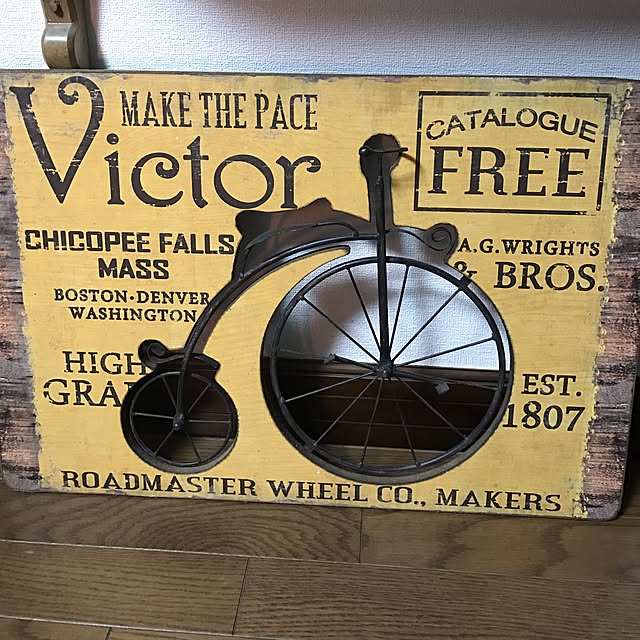 MAKE THE PACE
Victor
CATALOGUE
FREE
CHICOPEE FALLS
MASS
BOSTON·DENVER
WASHINGTON
A.G.WRIGHTS
& BROS.
HIGH
EST.
1807
ROADMASTER WHEEL CO., MAKERS